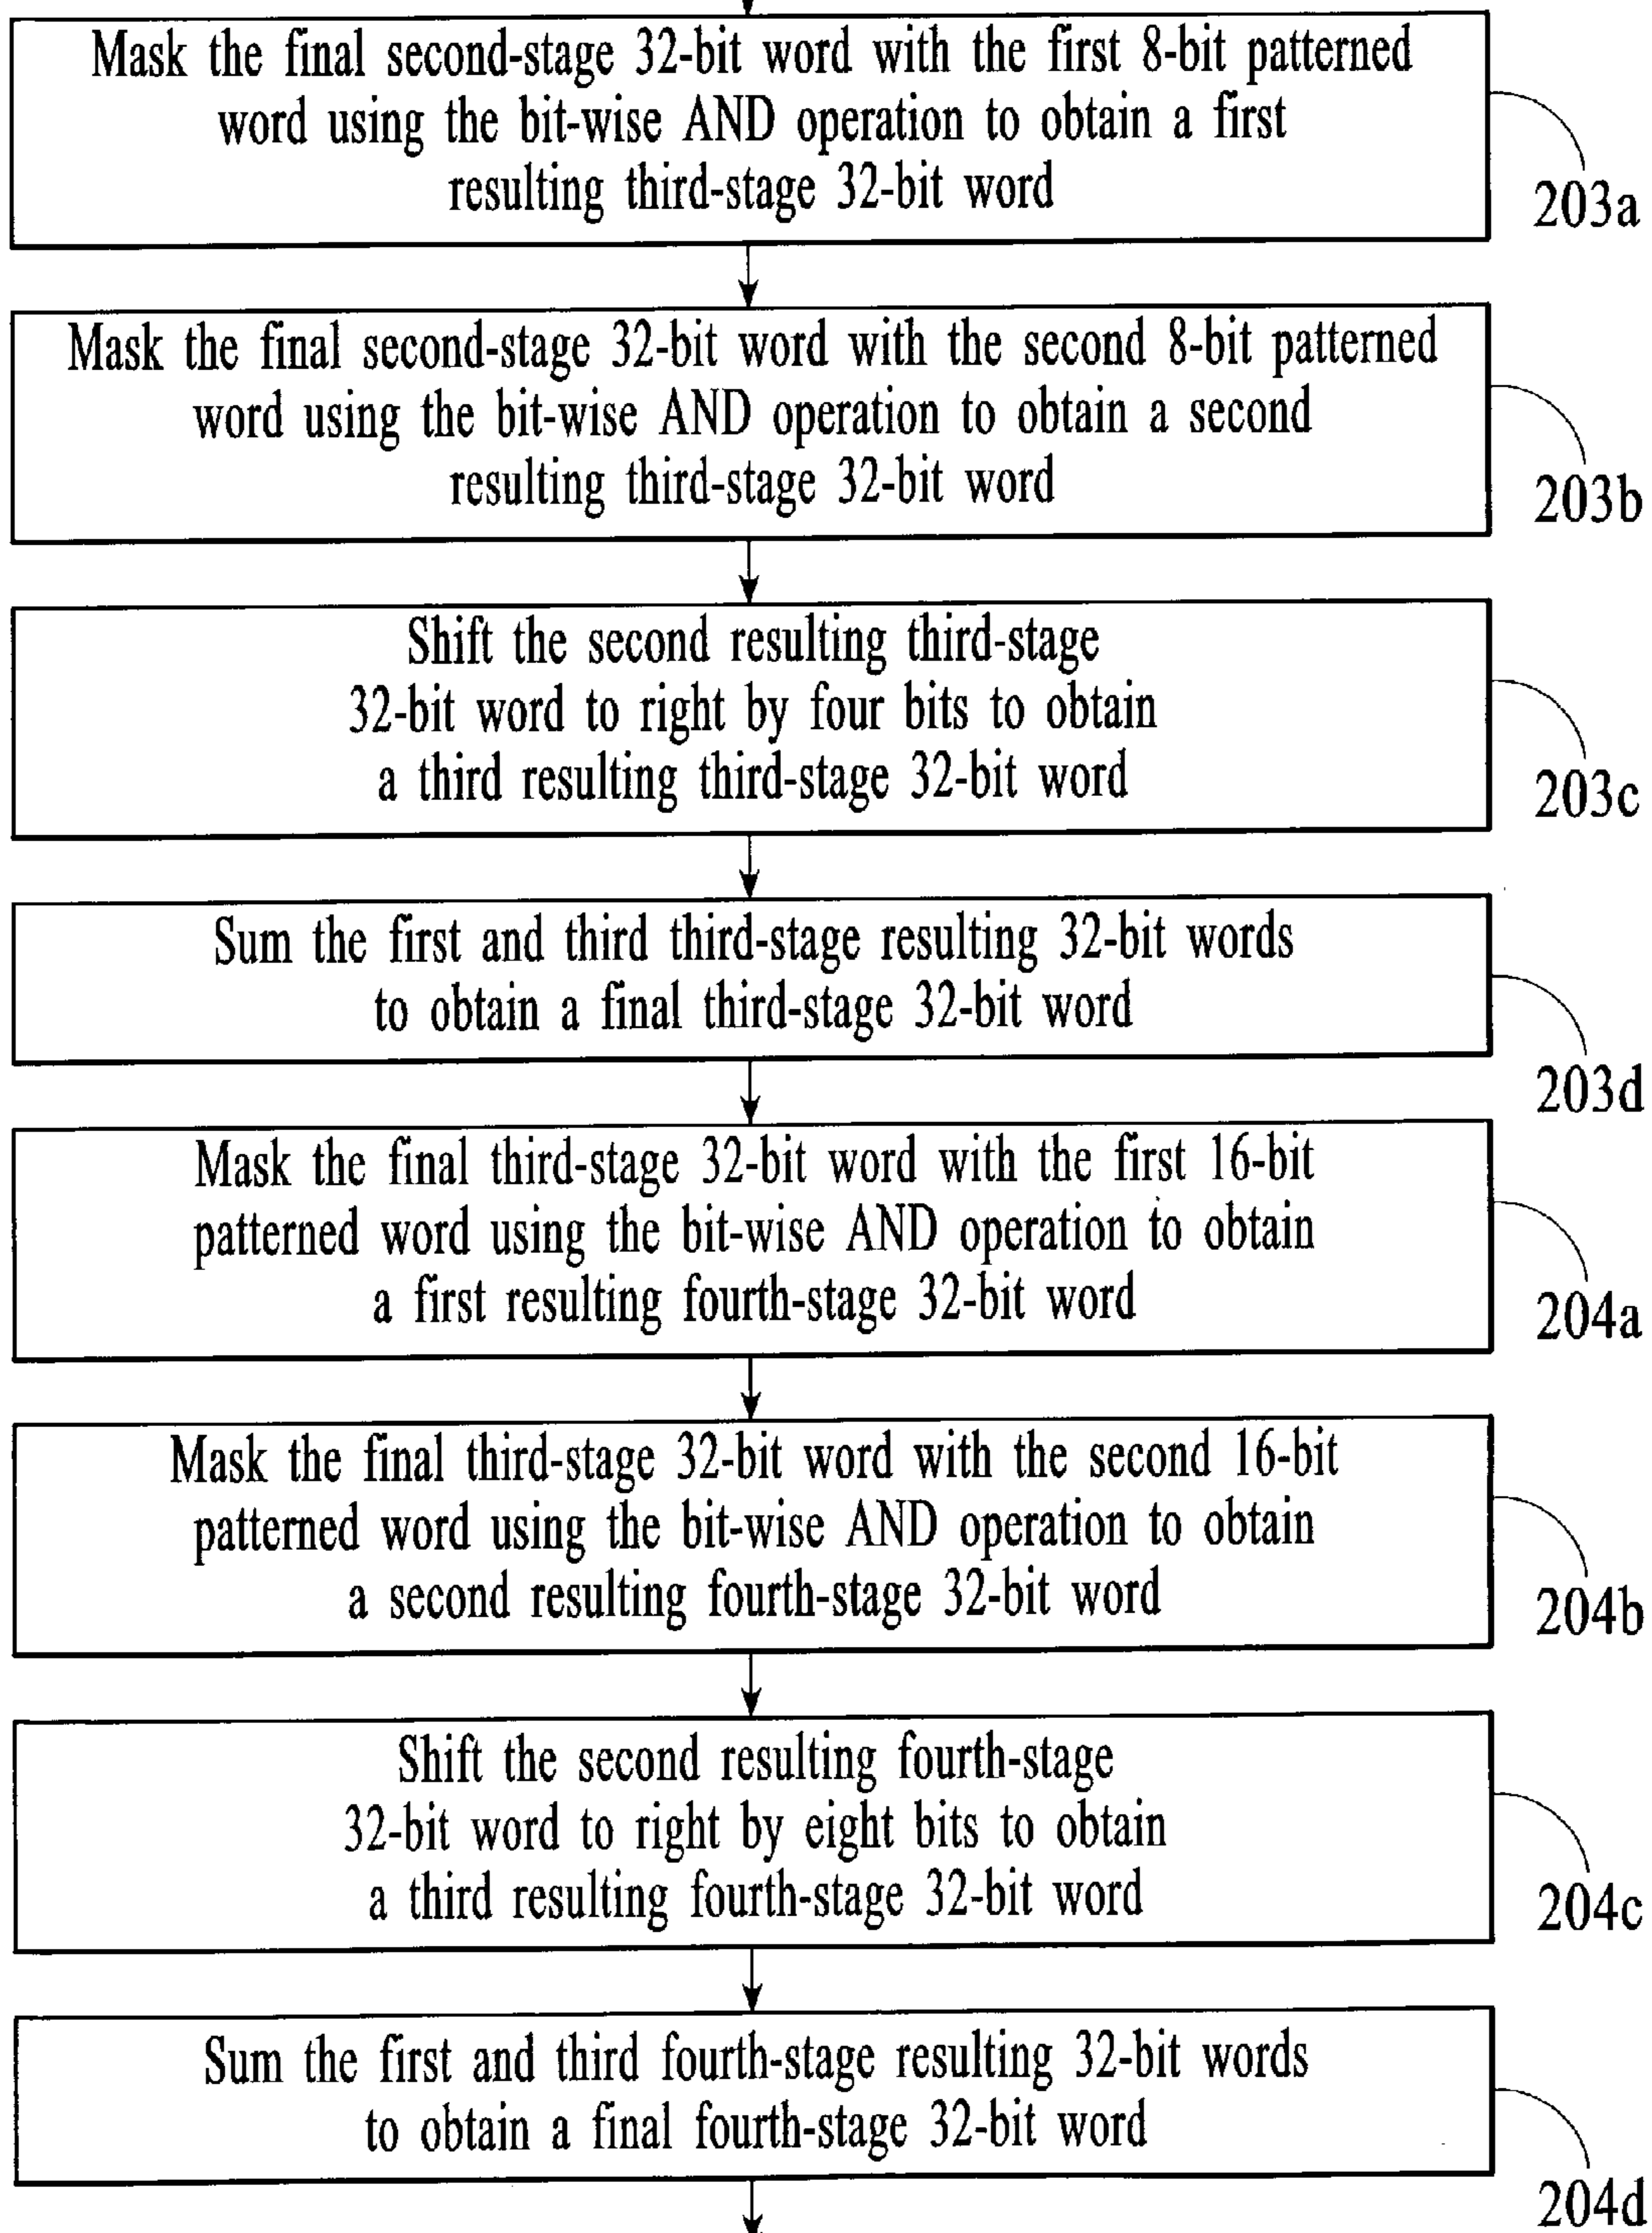 Mask the final second-stage 32-bit word with the first 8-bit patterned
word using the bit-wise AND operation to obtain a first
resulting third-stage 32-bit word
203a
Mask the final second-stage 32-bit word with the second 8-bit patterned
word using the bit-wise AND operation to obtain a second
resulting third-stage 32-bit word
203b
Shift the second resulting third-stage
32-bit word to right by four bits to obtain
a third resulting third-stage 32-bit word
203c
Sum the first and third third-stage resulting 32-bit words
to obtain a final third-stage 32-bit word
203d
Mask the final third-stage 32-bit word with the first 16-bit
patterned word using the bit-wise AND operation to obtain
a first resulting fourth-stage 32-bit word
204a
Mask the final third-stage 32-bit word with the second 16-bit
patterned word using the bit-wise AND operation to obtain
a second resulting fourth-stage 32-bit word
204b
Shift the second resulting fourth-stage
32-bit word to right by eight bits to obtain
a third resulting fourth-stage 32-bit word
204c
Sum the first and third fourth-stage resulting 32-bit words
to obtain a final fourth-stage 32-bit word
204d